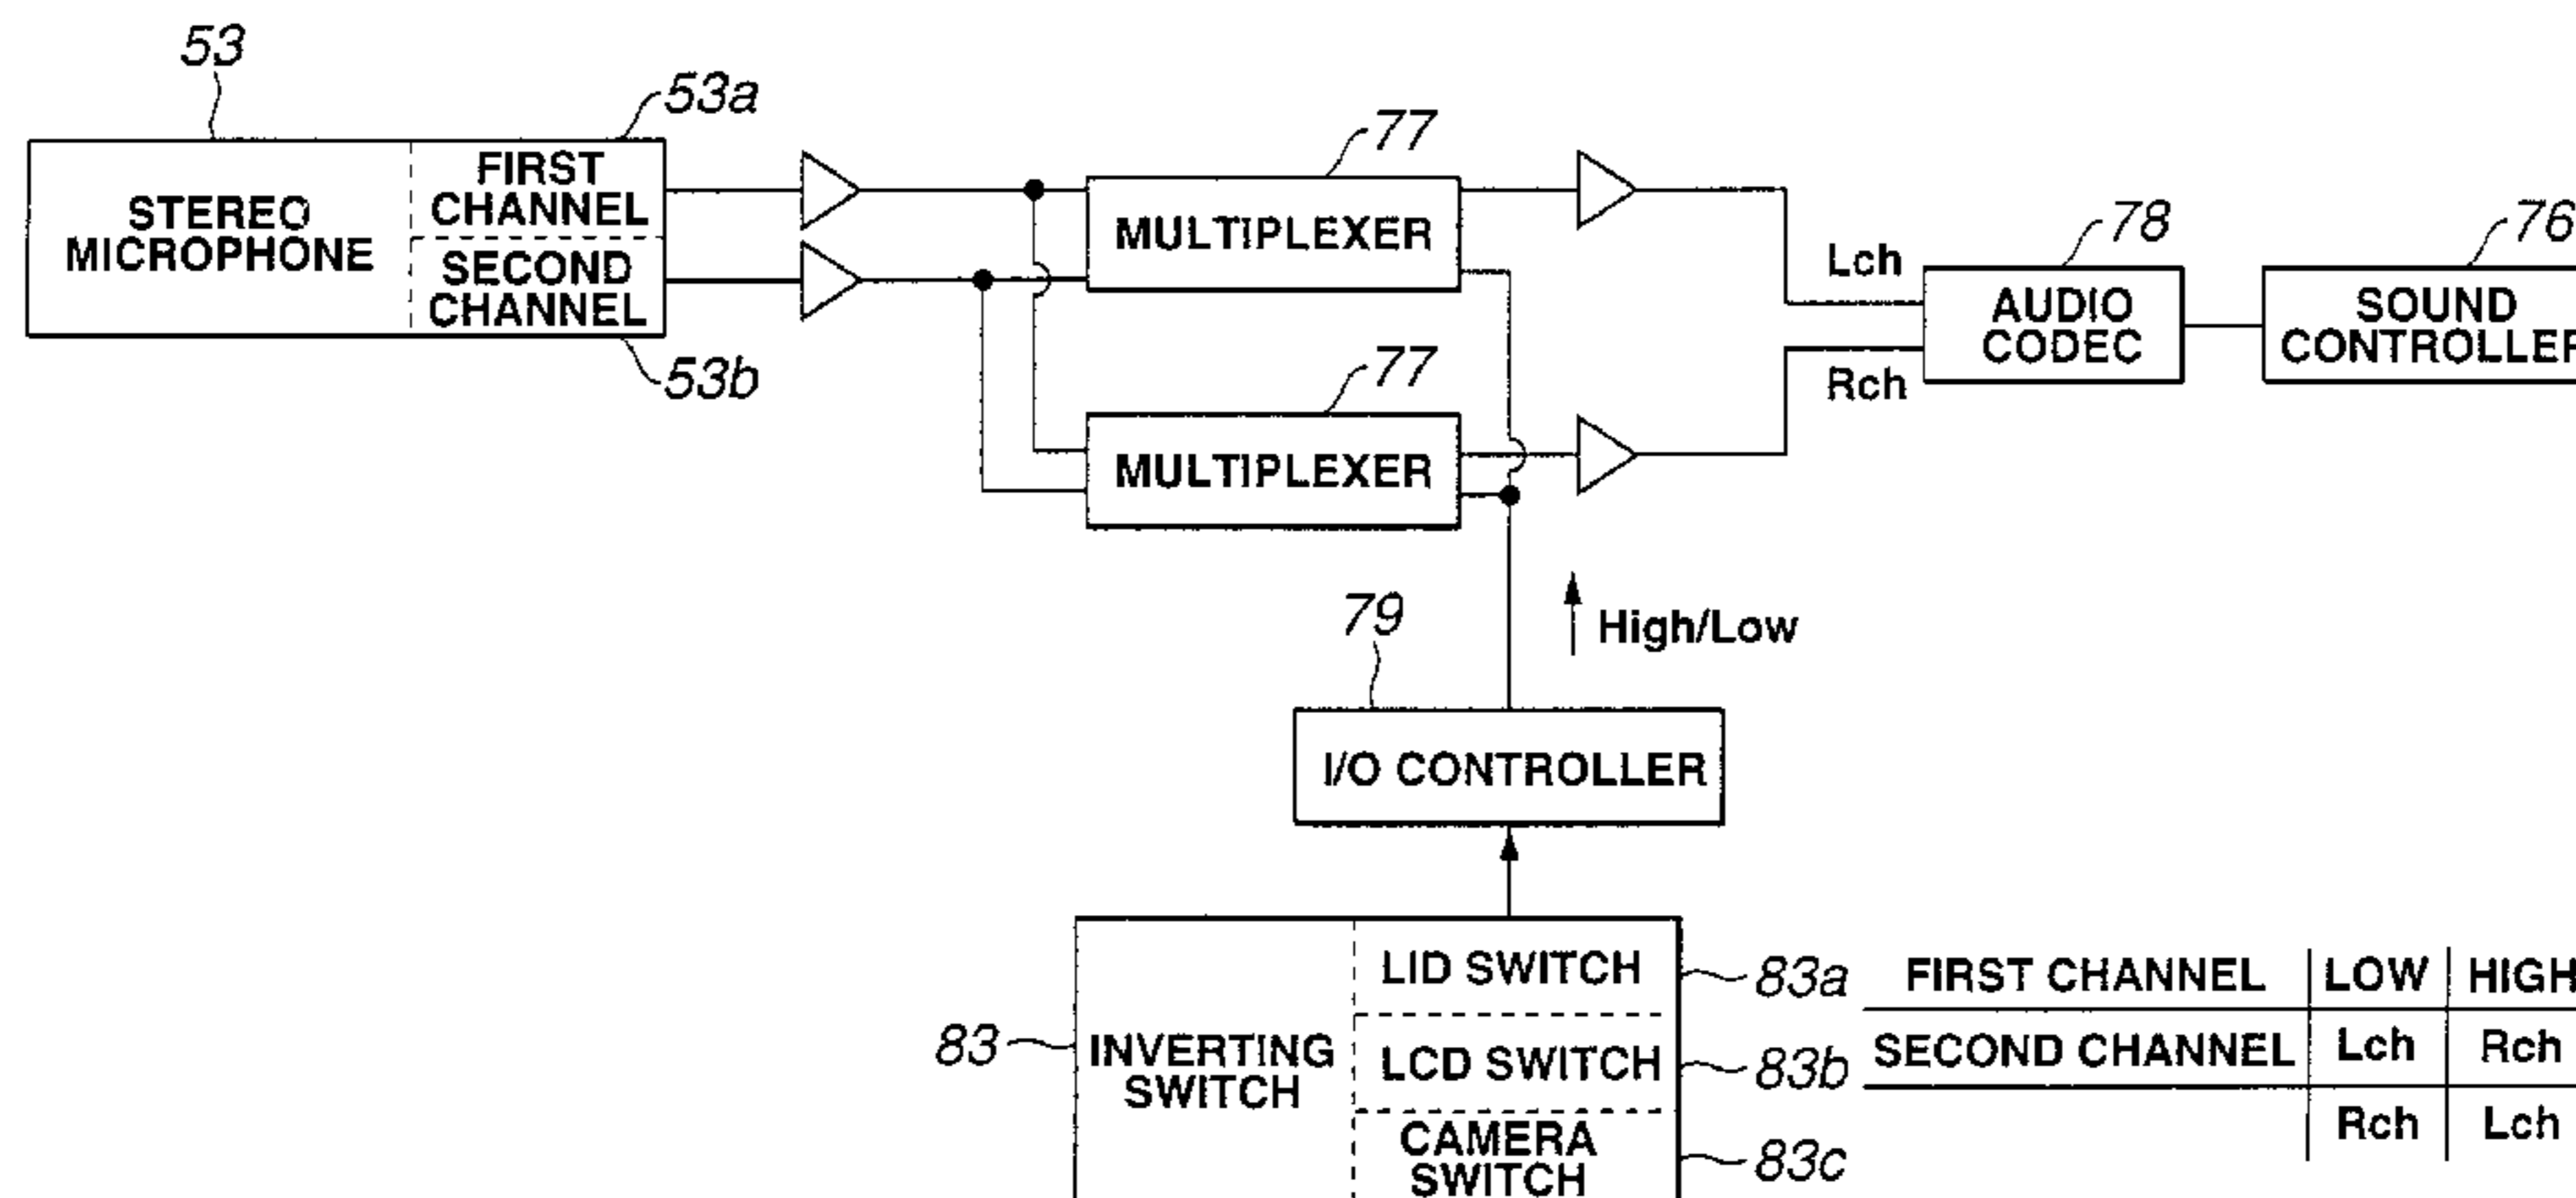 53
53a
77
STEREO
MICROPHONE
FIRST
CHANNEL
SECOND
CHANNEL
53b
MULTIPLEXER
77
MULTIPLEXER
Lch
Rch
78
AUDIO
CODEC
76
SOUND
CONTROLLER
High/Low
79
I/O CONTROLLER
83
INVERTING
SWITCH
LID SWITCH
83a
LCD SWITCH
83b
CAMERA
SWITCH
83c
FIRST CHANNEL LOW HIGH
SECOND CHANNEL Lch Rch
Rch Lch